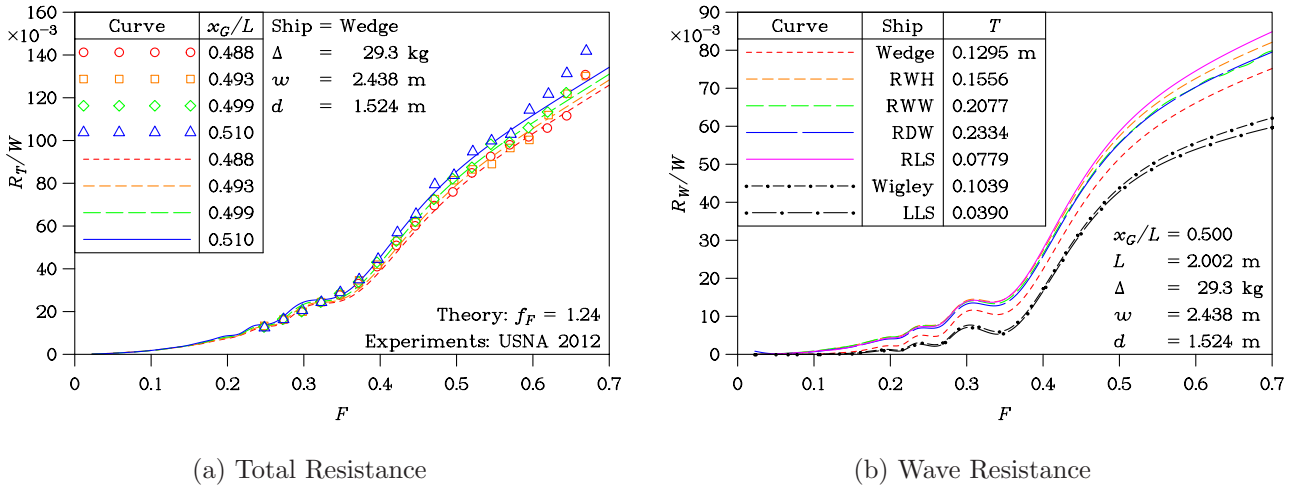 160
×10⁻³
140
120
100
80
60
40
20
0
R_T/W
Curve x_G/L
0.488
0.493
0.499
0.510
0.488
0.493
0.499
0.510
Ship = Wedge
Δ = 29.3 kg
w = 2.438 m
d = 1.524 m
Theory: f_F = 1.24
Experiments: USNA 2012
0 0.1 0.2 0.3 0.4 0.5 0.6 0.7
F
(a) Total Resistance
90
×10⁻³
80
70
60
50
40
30
20
10
0
R_W/W
Curve Ship T
Wedge 0.1295 m
RWH 0.1556
RWW 0.2077
RDW 0.2334
RLS 0.0779
Wigley 0.1039
LLS 0.0390
x_G/L = 0.500
L = 2.002 m
Δ = 29.3 kg
w = 2.438 m
d = 1.524 m
0 0.1 0.2 0.3 0.4 0.5 0.6 0.7
F
(b) Wave Resistance